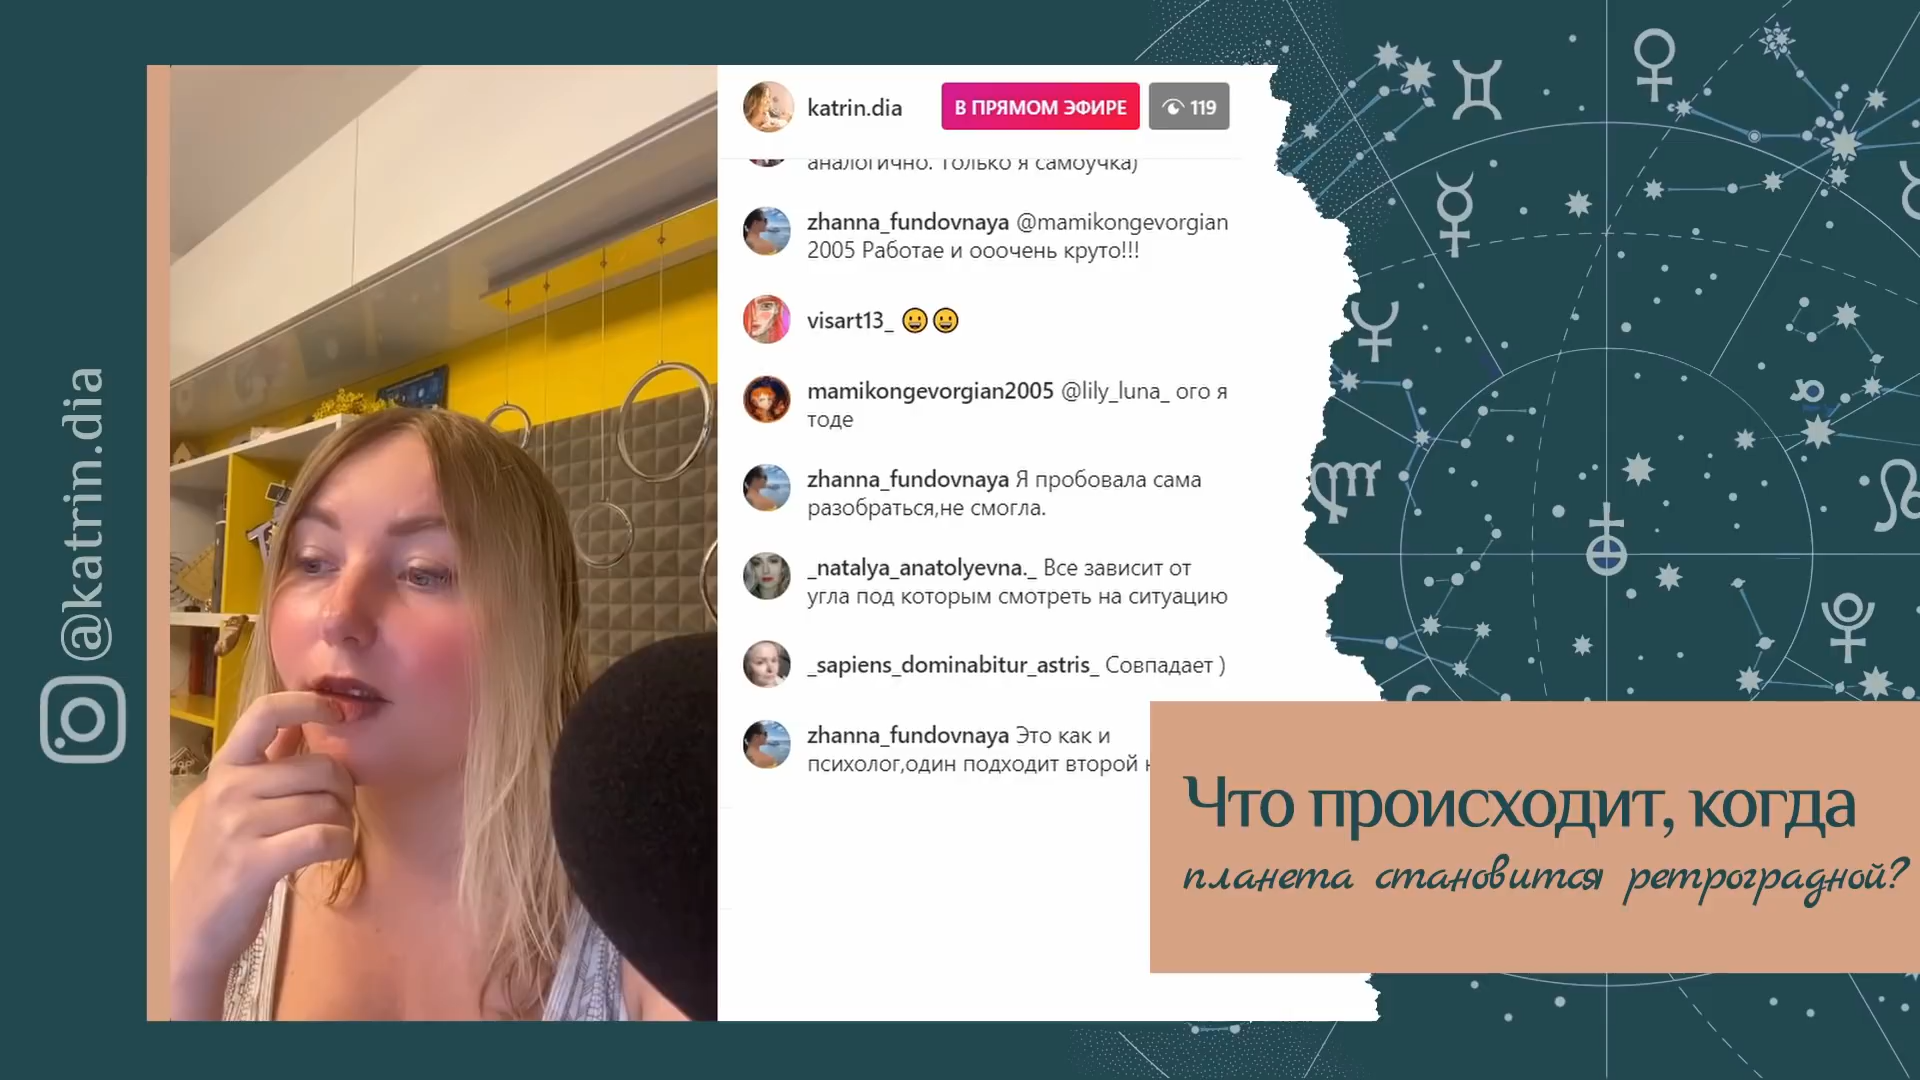 @katrin.dia
katrin.dia
В ПРЯМОМ ЭФИРЕ
119
аналогично. Только я самоучка)
zhanna_fundovnaya @mamikongevorgian
2005 Работае и ооочень круто!!!
visart13_ 😀😀
mamikongevorgian2005 @lily_luna_ ого я
тоде
zhanna_fundovnaya Я пробовала сама
разобраться,не смогла.
_natalya_anatolyevna._ Все зависит от
угла под которым смотреть на ситуацию
_sapiens_dominabitur_astris_ Совпадает )
zhanna_fundovnaya Это как и
психолог,один подходит второй
Что происходит, когда
планета становится ретроградной?